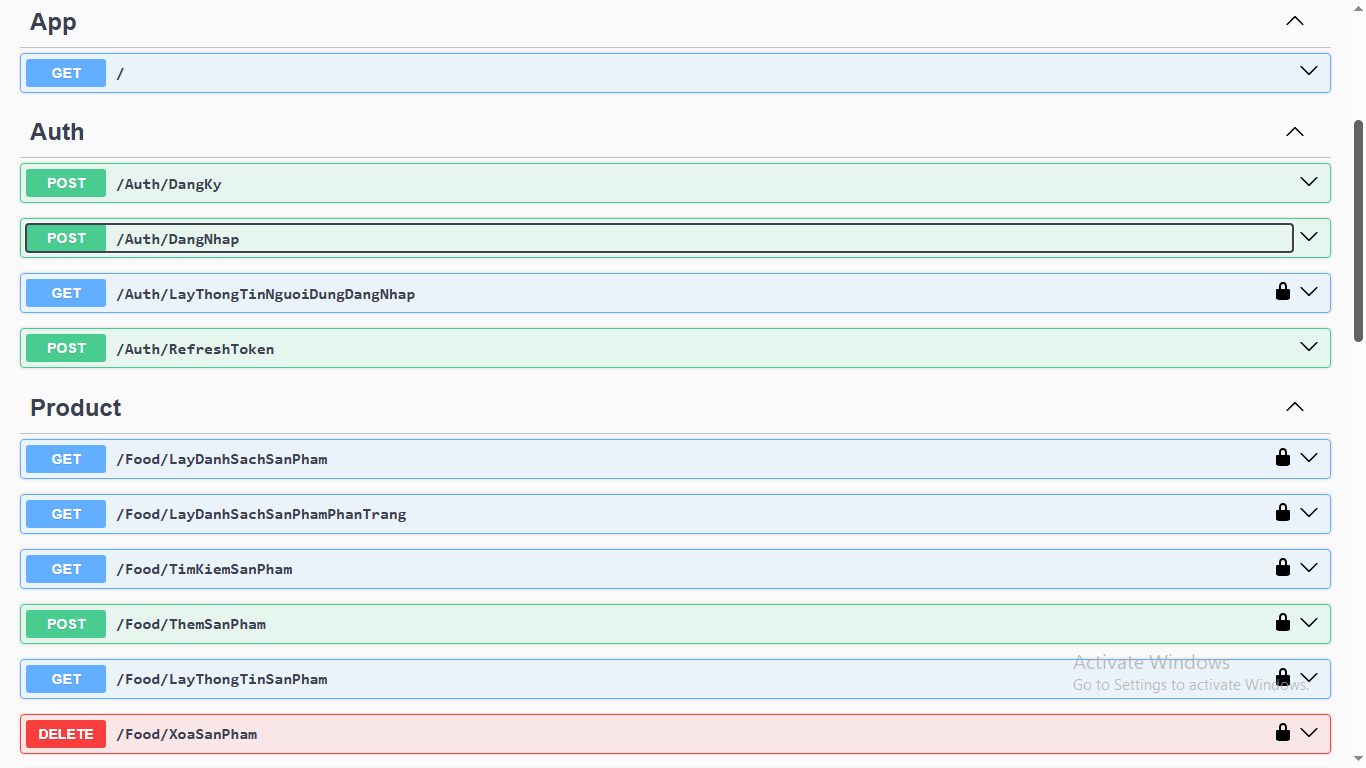 App
GET /
Auth
POST /Auth/DangKy
POST /Auth/DangNhap
GET /Auth/LayThongTinNguoiDungDangNhap
POST /Auth/RefreshToken
Product
GET /Food/LayDanhSachSanPham
GET /Food/LayDanhSachSanPhamPhanTrang
GET /Food/TimKiemSanPham
POST /Food/ThemSanPham
Activate Windows
GET /Food/LayThongTinSanPham
Go to Settings to activate Windows.
DELETE /Food/XoaSanPham